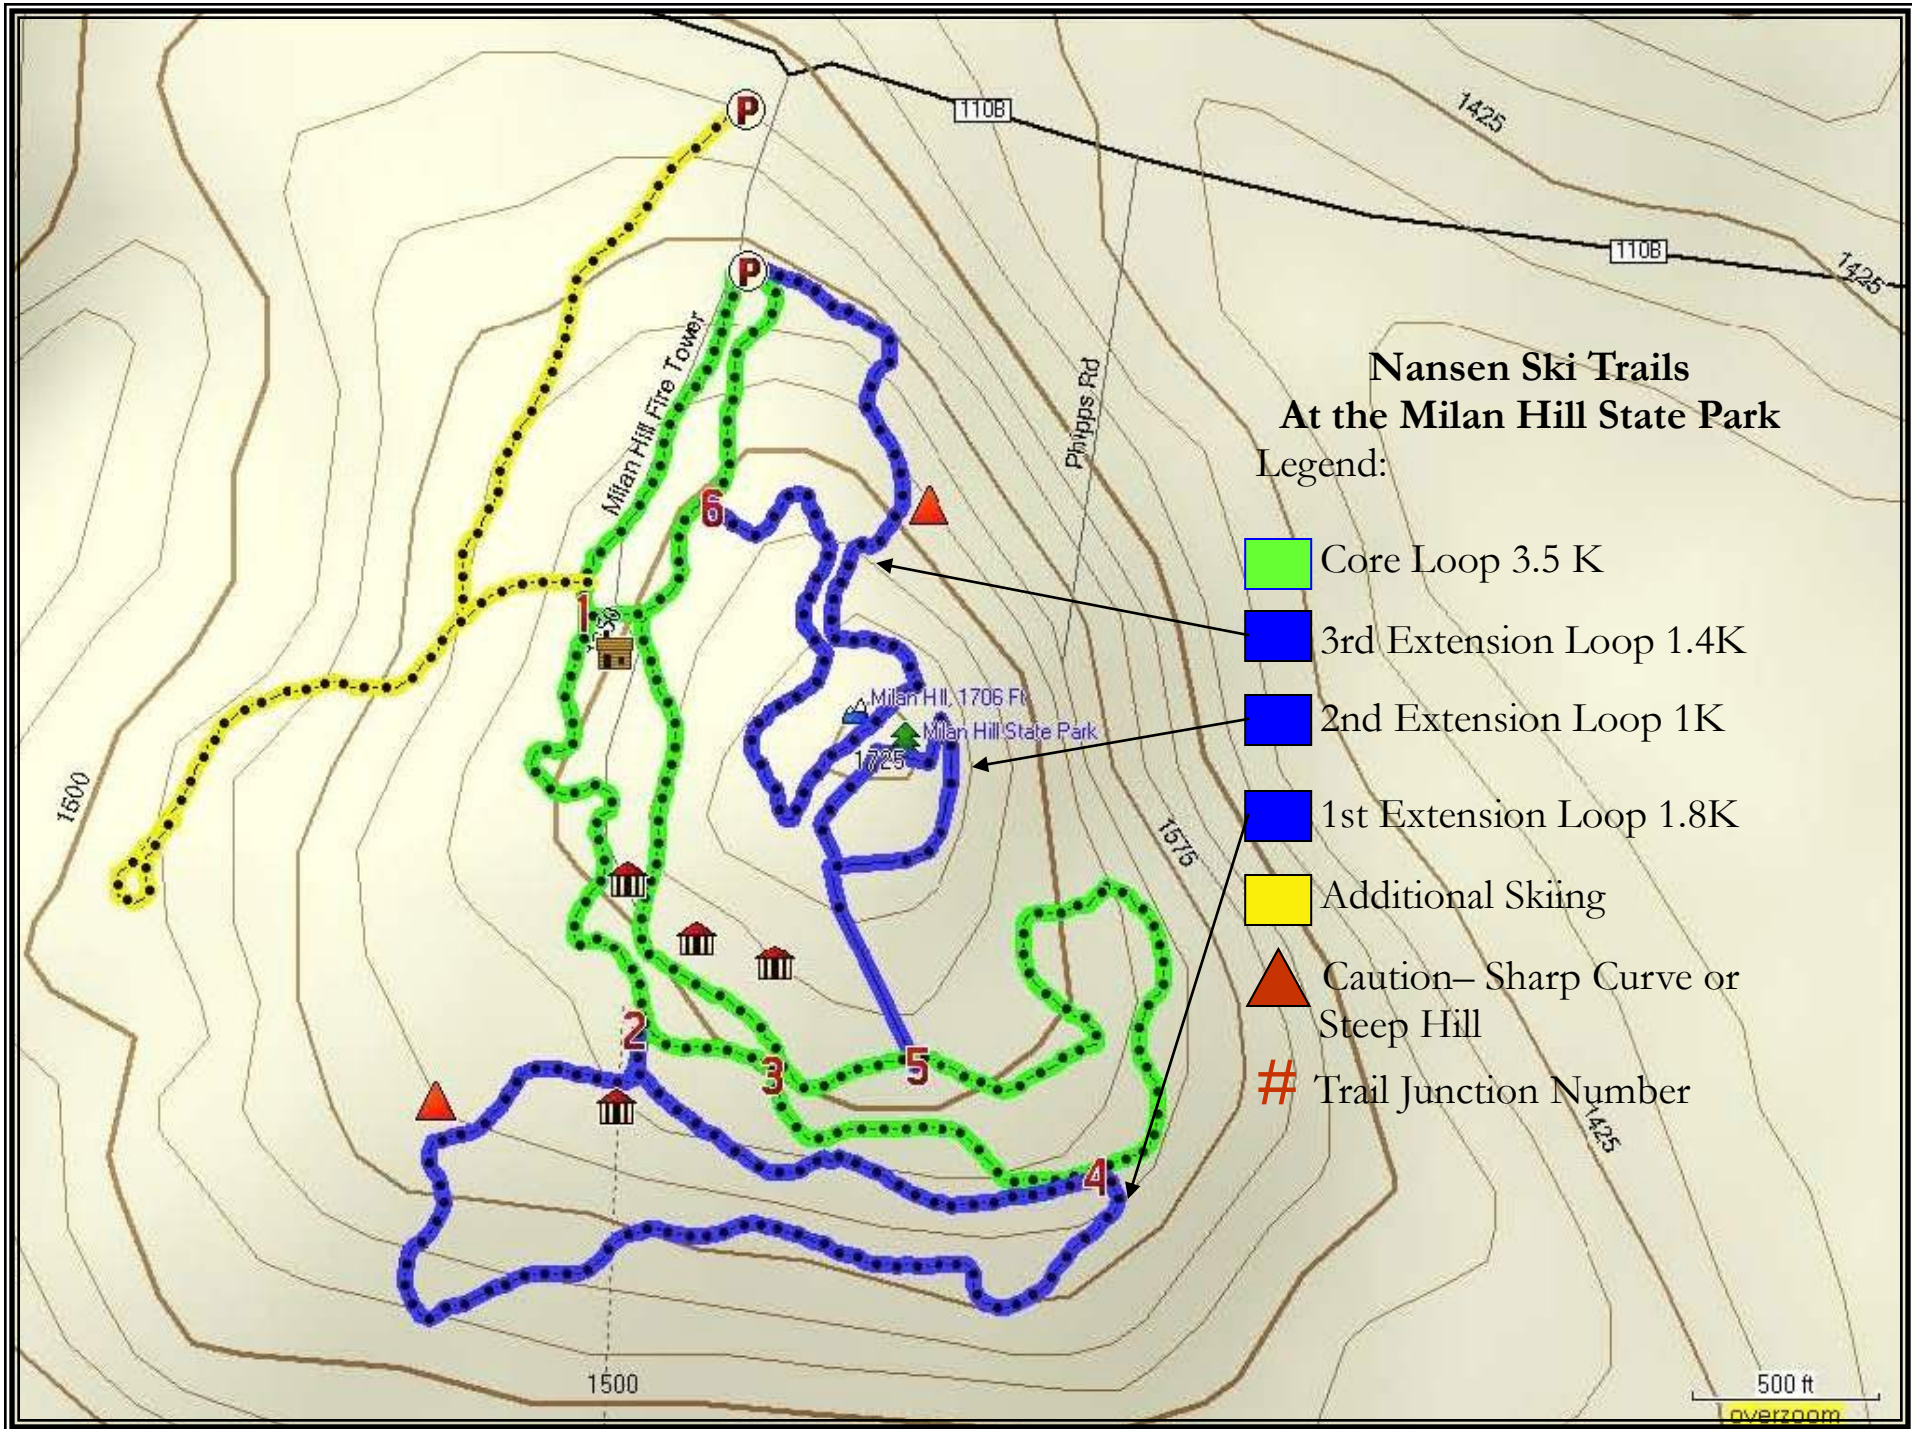 P
110B
1425
110B
1425
P
Milan Hill Fire Tower
Phipps Rd
Nansen Ski Trails
At the Milan Hill State Park
Legend:
6
Core Loop 3.5 K
1
3rd Extension Loop 1.4K
Milan Hill, 1706 Ft
2nd Extension Loop 1K
Milan Hill State Park
1725
1600
1st Extension Loop 1.8K
1575
Additional Skiing
Caution– Sharp Curve or
Steep Hill
2
3
5
# Trail Junction Number
1425
4
1500
500 ft
overzoom